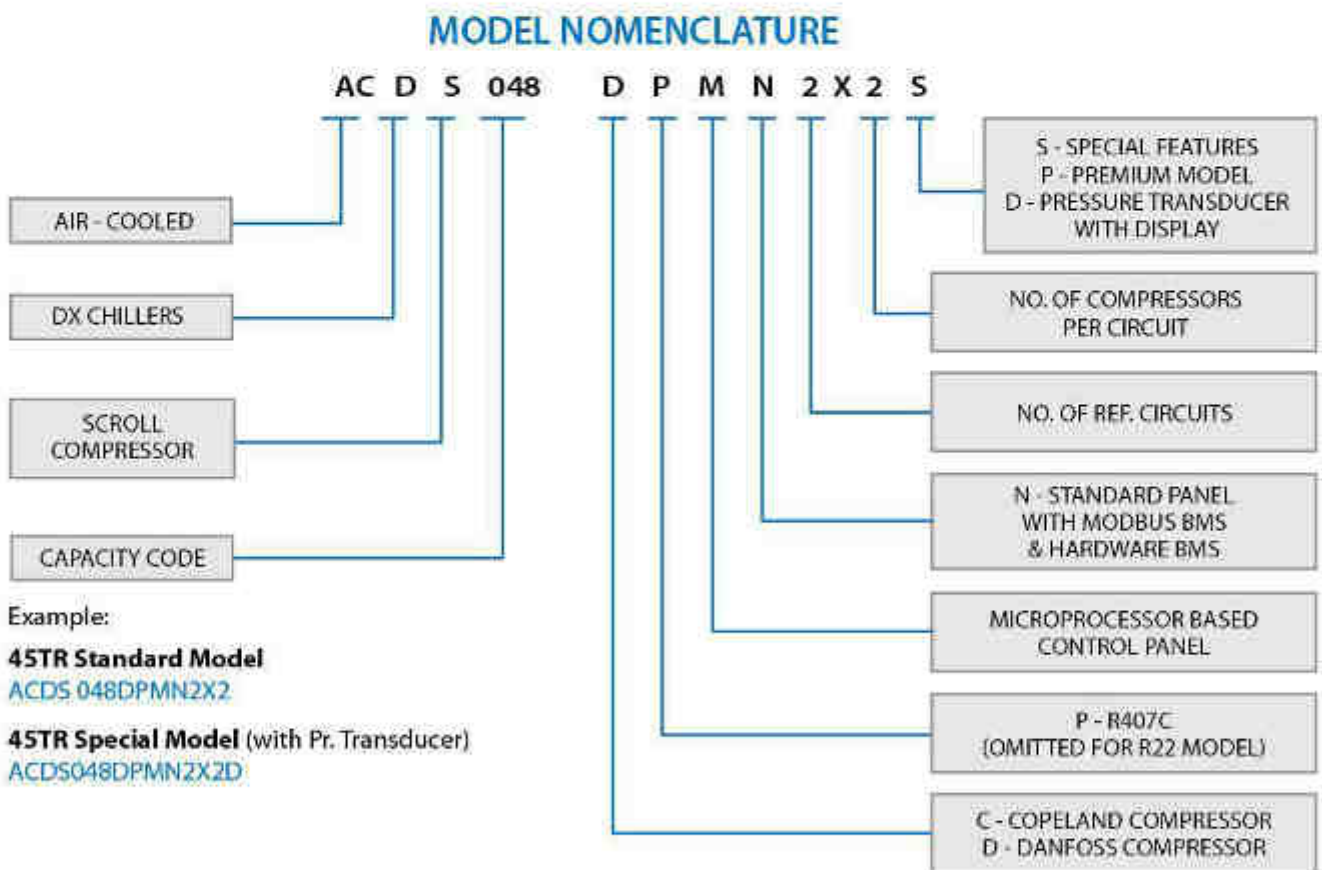 MODEL NOMENCLATURE
AC D S 048 D P M N 2 X 2 S
AIR - COOLED
DX CHILLERS
SCROLL
COMPRESSOR
CAPACITY CODE
Example:
45TR Standard Model
ACDS 048DPMN2X2
45TR Special Model (with Pr. Transducer)
ACDS048DPMN2X2D
S - SPECIAL FEATURES
P - PREMIUM MODEL
D - PRESSURE TRANSDUCER
WITH DISPLAY
NO. OF COMPRESSORS
PER CIRCUIT
NO. OF REF. CIRCUITS
N - STANDARD PANEL
WITH MODBUS BMS
& HARDWARE BMS
MICROPROCESSOR BASED
CONTROL PANEL
P - R407C
(OMITTED FOR R22 MODEL)
C - COPELAND COMPRESSOR
D - DANFOSS COMPRESSOR